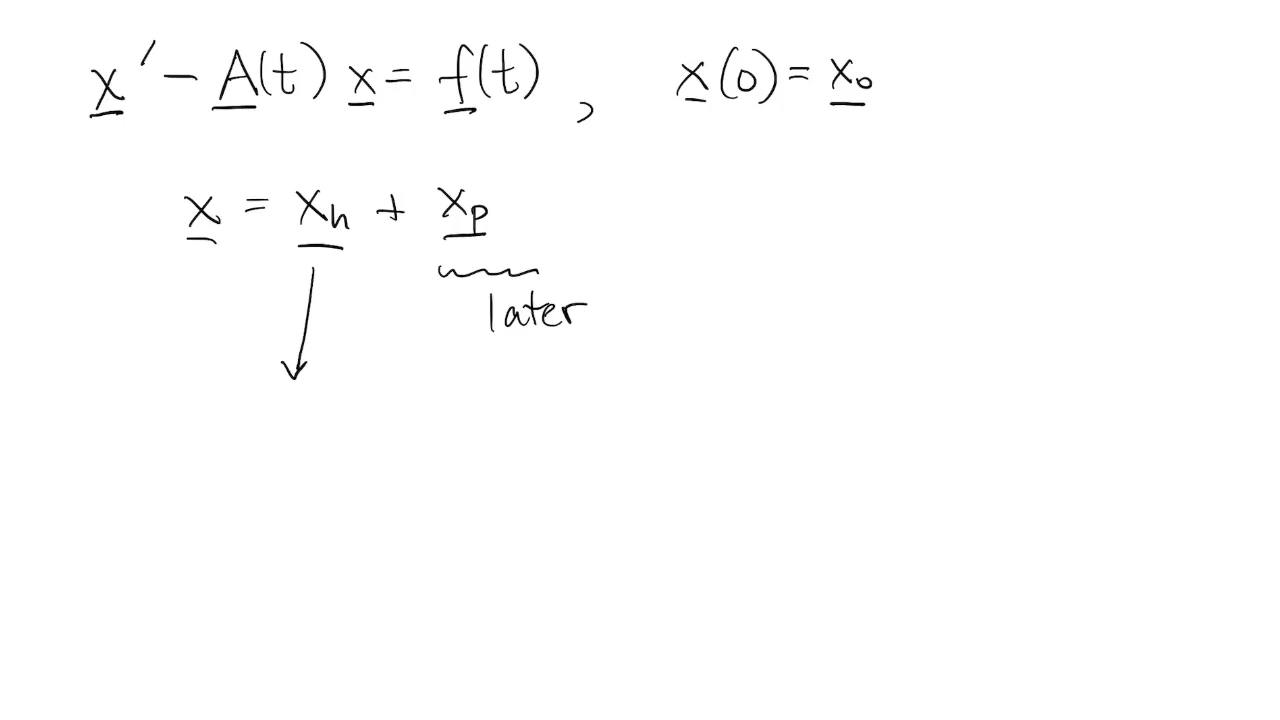 x' - A(t) x = f(t) , x(0) = x₀
x = xₕ + xₚ
later